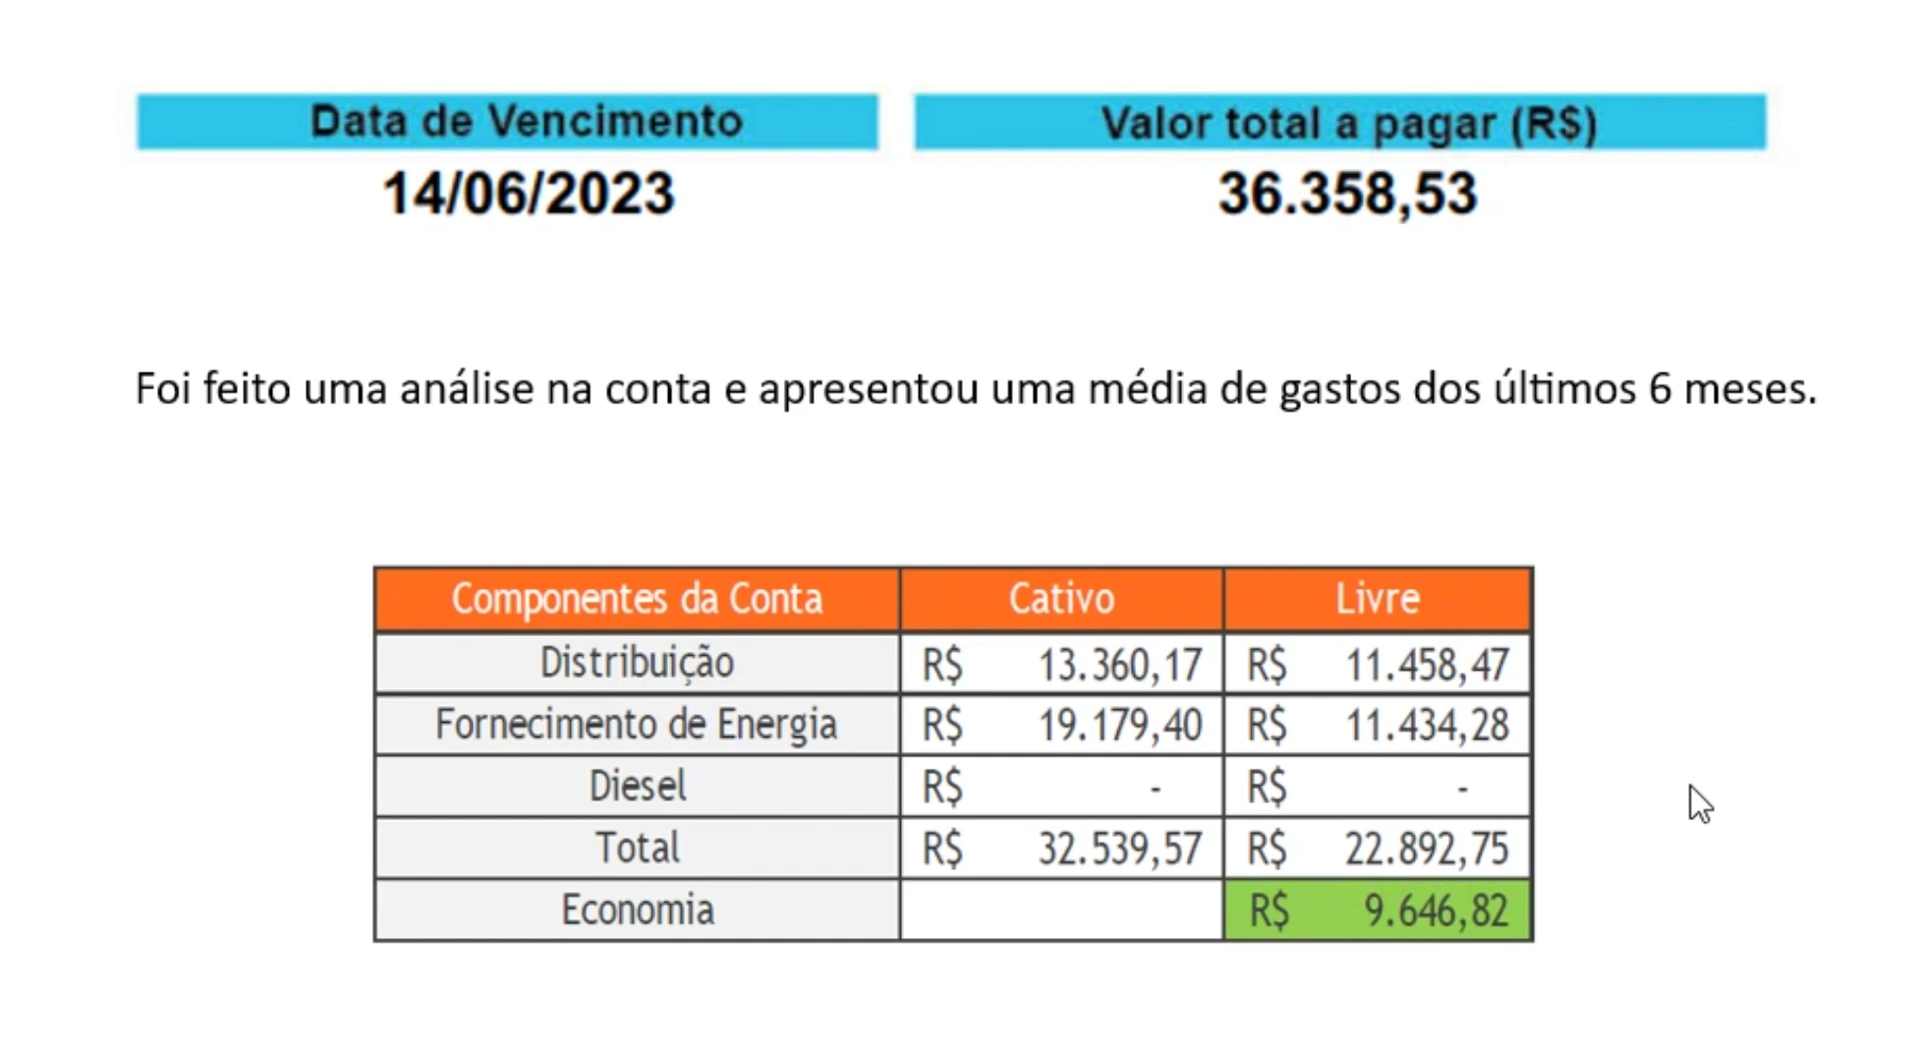 Data de Vencimento Valor total a pagar (R$)
14/06/2023 36.358,53
Foi feito uma análise na conta e apresentou uma média de gastos dos últimos 6 meses.
Componentes da Conta Cativo Livre
Distribuição R$ 13.360,17 R$ 11.458,47
Fornecimento de Energia R$ 19.179,40 R$ 11.434,28
Diesel R$ - R$ -
Total R$ 32.539,57 R$ 22.892,75
Economia R$ 9.646,82